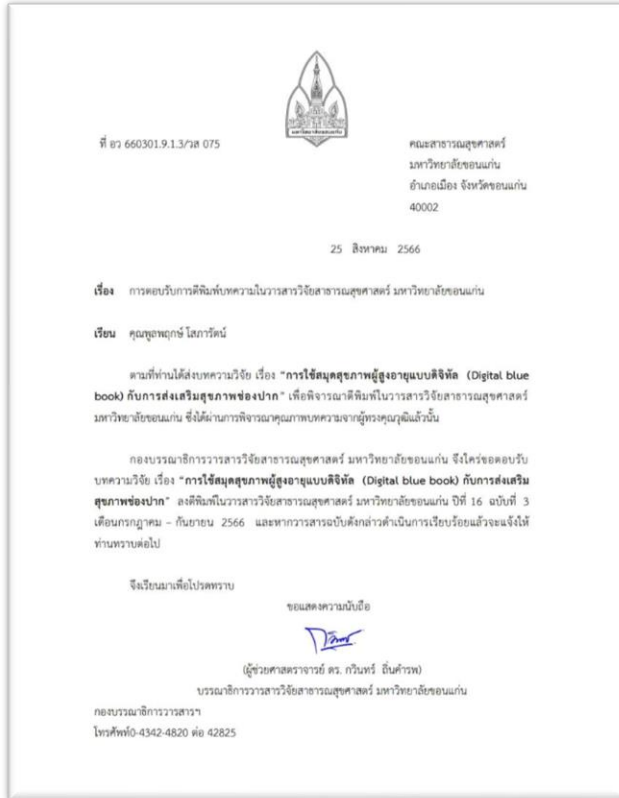 มหาวิทยาลัยขอนแก่น
ที่ อว 660301.9.1.3/วส 075
คณะสาธารณสุขศาสตร์
มหาวิทยาลัยขอนแก่น
อำเภอเมือง จังหวัดขอนแก่น
40002
25 สิงหาคม 2566
เรื่อง การตอบรับการตีพิมพ์บทความในวารสารวิจัยสาธารณสุขศาสตร์ มหาวิทยาลัยขอนแก่น
เรียน คุณพูลพฤกษ์ โสภารัตน์
ตามที่ท่านได้ส่งบทความวิจัย เรื่อง "การใช้สมุดสุขภาพผู้สูงอายุแบบดิจิทัล (Digital blue
book) กับการส่งเสริมสุขภาพช่องปาก" เพื่อพิจารณาตีพิมพ์ในวารสารวิจัยสาธารณสุขศาสตร์
มหาวิทยาลัยขอนแก่น ซึ่งได้ผ่านการพิจารณาคุณภาพบทความจากผู้ทรงคุณวุฒิแล้วนั้น
กองบรรณาธิการวารสารวิจัยสาธารณสุขศาสตร์ มหาวิทยาลัยขอนแก่น จึงใคร่ขอตอบรับ
บทความวิจัย เรื่อง "การใช้สมุดสุขภาพผู้สูงอายุแบบดิจิทัล (Digital blue book) กับการส่งเสริม
สุขภาพช่องปาก" ลงตีพิมพ์ในวารสารวิจัยสาธารณสุขศาสตร์ มหาวิทยาลัยขอนแก่น ปีที่ 16 ฉบับที่ 3
เดือนกรกฎาคม – กันยายน 2566 และหากวารสารฉบับดังกล่าวดำเนินการเรียบร้อยแล้วจะแจ้งให้
ท่านทราบต่อไป
จึงเรียนมาเพื่อโปรดทราบ
ขอแสดงความนับถือ
(ผู้ช่วยศาสตราจารย์ ดร. กวินทร์ ถิ่นคำรพ)
บรรณาธิการวารสารวิจัยสาธารณสุขศาสตร์ มหาวิทยาลัยขอนแก่น
กองบรรณาธิการวารสารฯ
โทรศัพท์0-4342-4820 ต่อ 42825